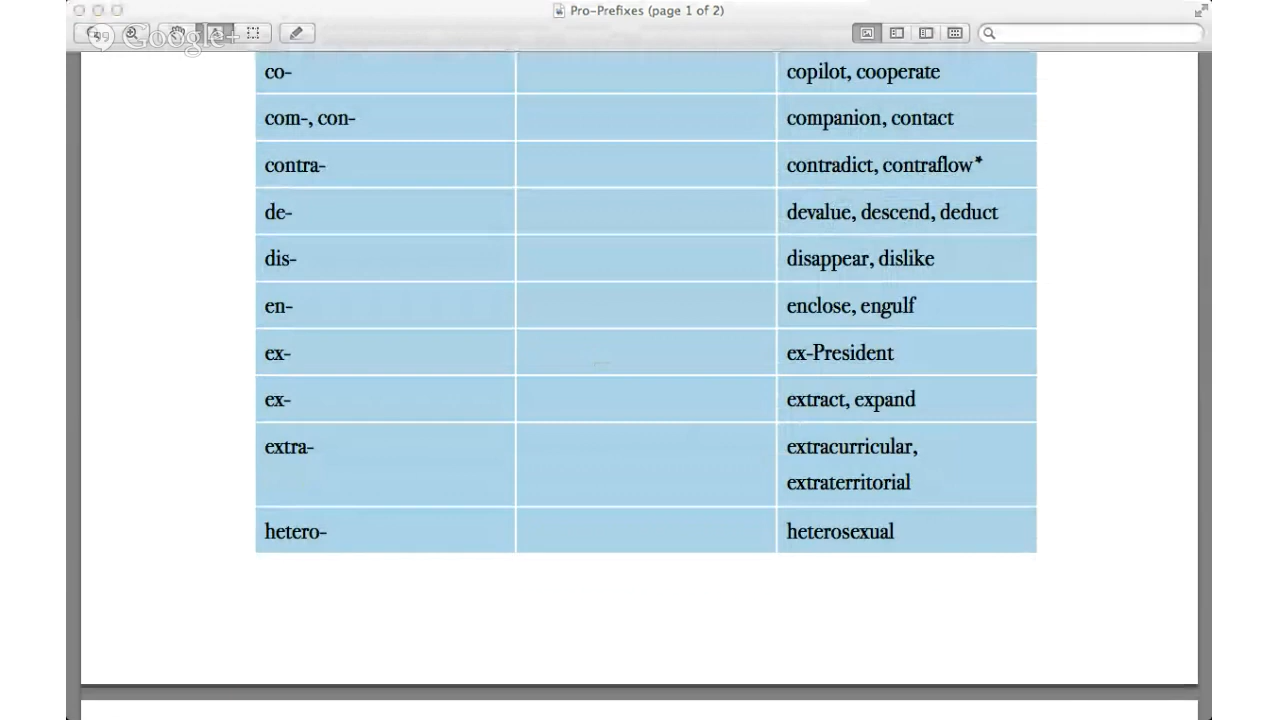 Pro-Prefixes (page 1 of 2)
Google+
co- copilot, cooperate
com-, con- companion, contact
contra- contradict, contraflow*
de- devalue, descend, deduct
dis- disappear, dislike
en- enclose, engulf
ex- ex-President
ex- extract, expand
extra- extracurricular,
extraterritorial
hetero- heterosexual